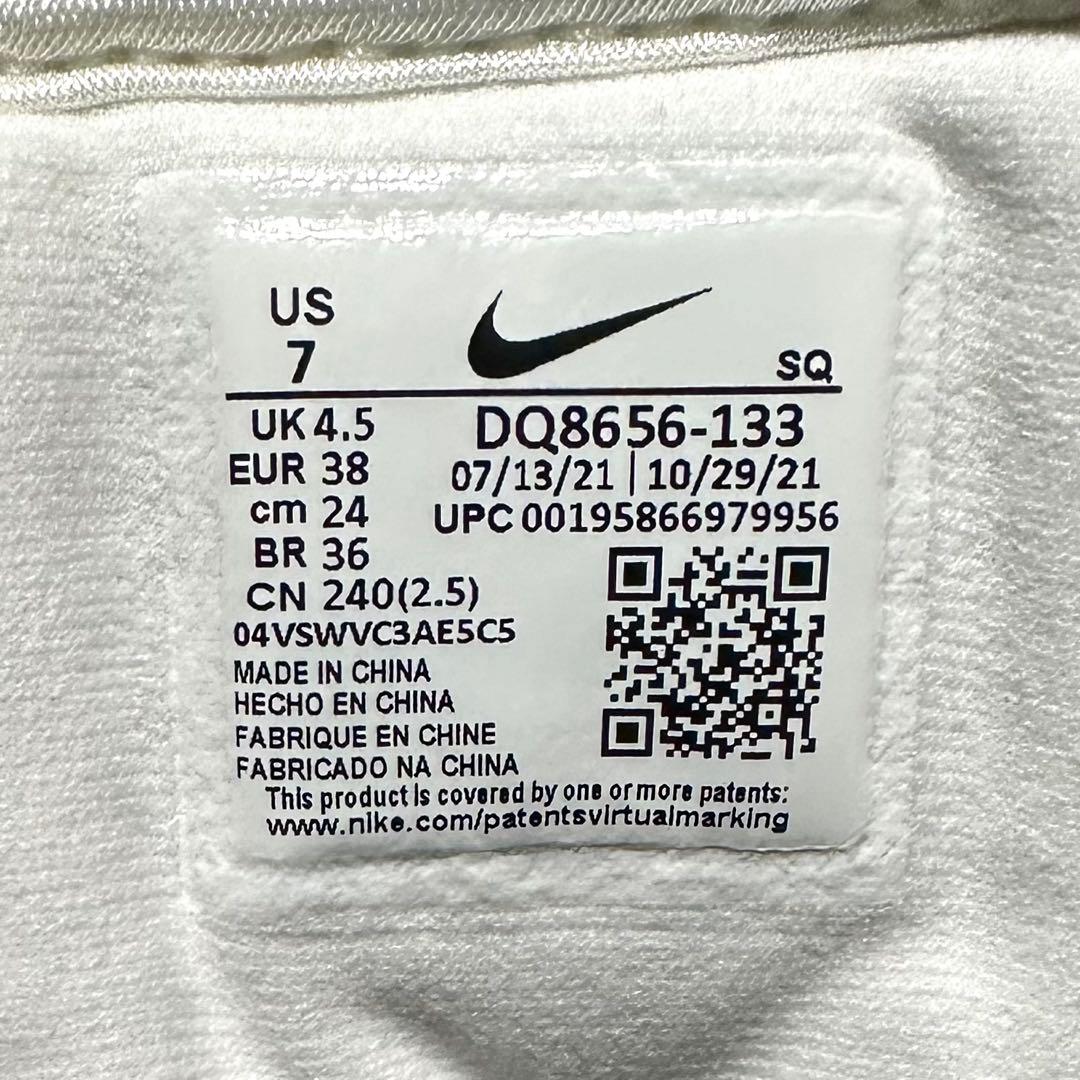 US
7
SQ
UK 4.5
EUR 38
cm 24
BR 36
CN 240(2.5)
DQ8656-133
07/13/21 | 10/29/21
UPC 00195866979956
04VSWVC3AE5C5
MADE IN CHINA
HECHO EN CHINA
FABRIQUE EN CHINE
FABRICADO NA CHINA
This product is covered by one or more patents:
www.nike.com/patentsvirtualmarking